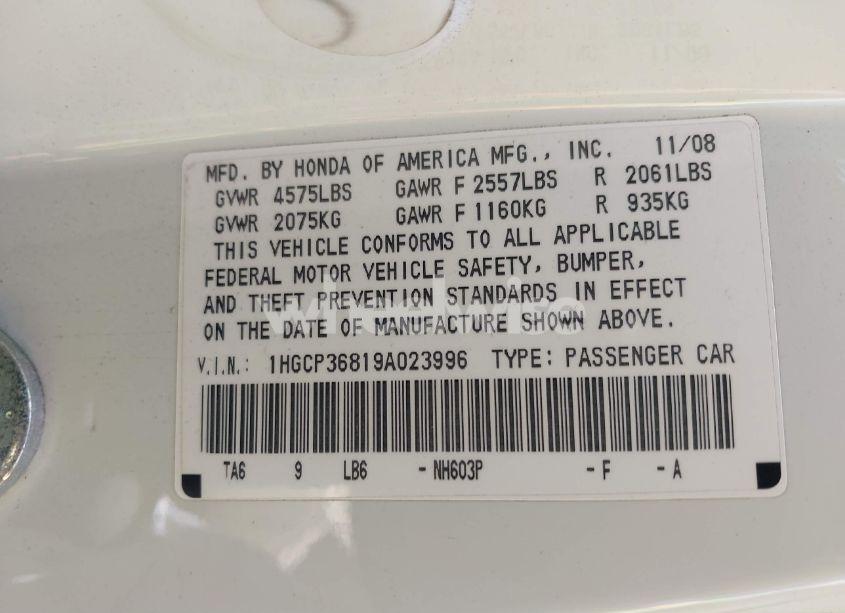 MFD. BY HONDA OF AMERICA MFG., INC. 11/08
GVWR 4575LBS GAWR F 2557LBS R 2061LBS
GVWR 2075KG GAWR F 1160KG R 935KG
THIS VEHICLE CONFORMS TO ALL APPLICABLE
FEDERAL MOTOR VEHICLE SAFETY, BUMPER,
AND THEFT PREVENTION STANDARDS IN EFFECT
ON THE DATE OF MANUFACTURE SHOWN ABOVE.
V.I.N.: 1HGCP36819A023996 TYPE: PASSENGER CAR
TA6 9 LB6 -NH603P -F -A